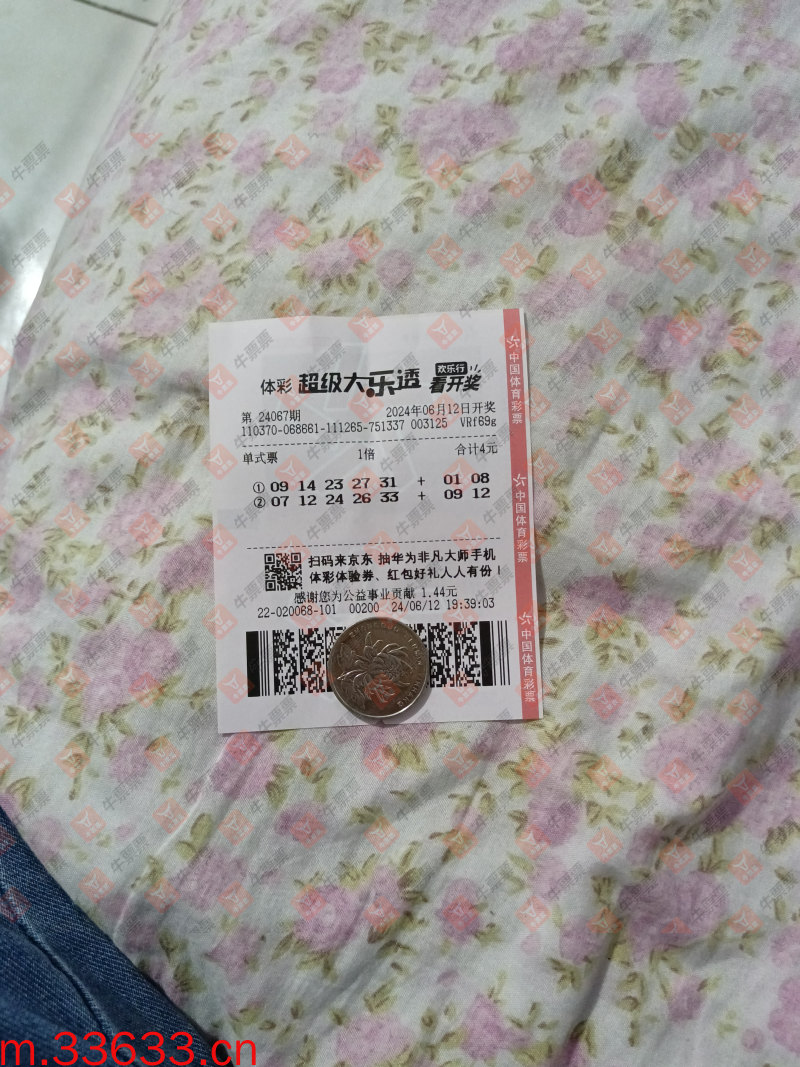 体彩 超级大乐透 欢乐行 看开奖
第 24067期 2024年06月12日开奖
110370-068661-111265-751337 003125 VRf69g
单式票 1倍 合计4元
① 09 14 23 27 31 + 01 08
② 07 12 24 26 33 + 09 12
扫码来京东 抽华为非凡大师手机
体彩体验券、红包好礼人人有份！
感谢您为公益事业贡献 1.44元
22-020068-101 00200 24/06/12 19:39:03
中国体育彩票
中国体育彩票
中国体育彩票
牛票票
m.33633.cn